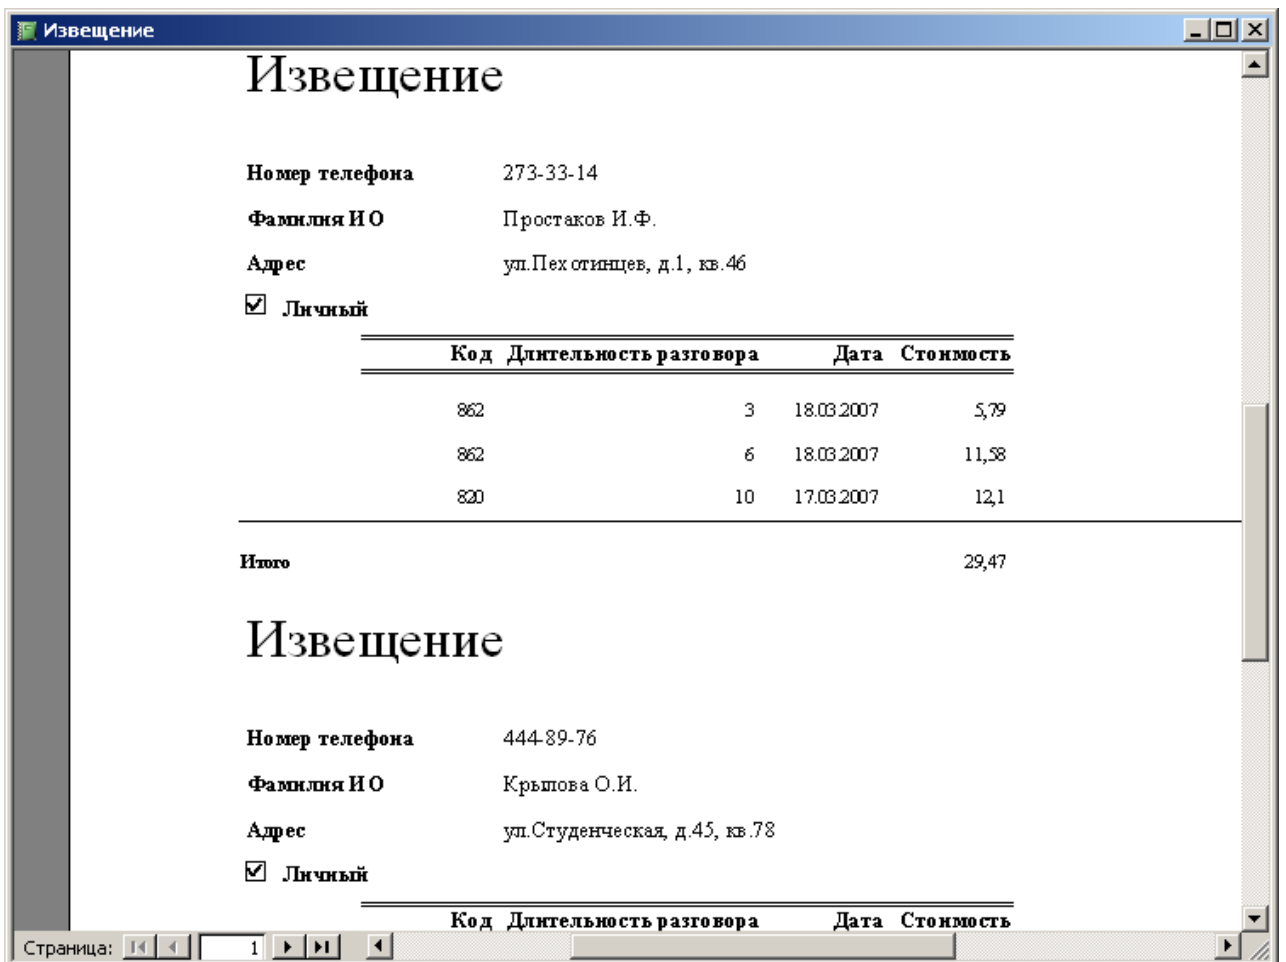 Извещение
Извещение
Номер телефона 273-33-14
Фамилия И О Простаков И.Ф.
Адрес ул.Пехотинцев, д.1, кв.46
Личный
Код Длительность разговора Дата Стоимость
862 3 18.03.2007 5,79
862 6 18.03.2007 11,58
820 10 17.03.2007 12,1
Итого 29,47
Извещение
Номер телефона 444-89-76
Фамилия И О Крылова О.И.
Адрес ул.Студенческая, д.45, кв.78
Личный
Код Длительность разговора Дата Стоимость
Страница: 1